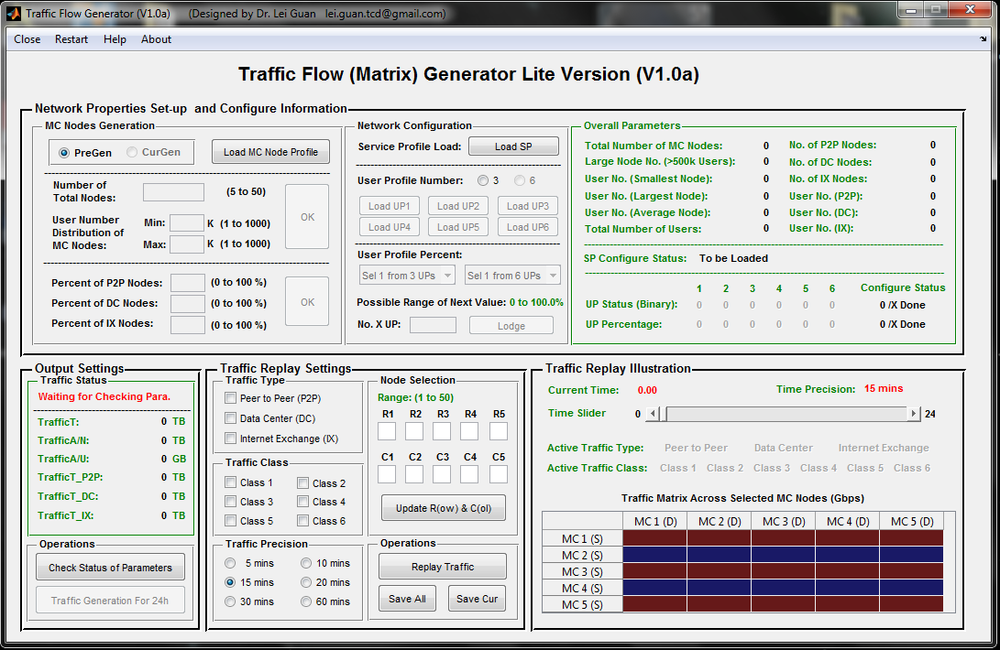 Traffic Flow Generator (V1.0a) (Designed by Dr. Lei Guan lei.guan.tcd@gmail.com)
Close Restart Help About
Traffic Flow (Matrix) Generator Lite Version (V1.0a)
Network Properties Set-up and Configure Information
MC Nodes Generation
PreGen CurGen Load MC Node Profile
Number of
Total Nodes: (5 to 50)
User Number
Distribution of
MC Nodes:
Min: K (1 to 1000)
Max: K (1 to 1000)
OK
Percent of P2P Nodes: (0 to 100 %)
Percent of DC Nodes: (0 to 100 %)
Percent of IX Nodes: (0 to 100 %)
OK
Network Configuration
Service Profile Load: Load SP
User Profile Number: 3 6
Load UP1 Load UP2 Load UP3
Load UP4 Load UP5 Load UP6
User Profile Percent:
Sel 1 from 3 UPs Sel 1 from 6 UPs
Possible Range of Next Value: 0 to 100.0%
No. X UP: Lodge
Overall Parameters
Total Number of MC Nodes: 0 No. of P2P Nodes: 0
Large Node No. (>500k Users): 0 No. of DC Nodes: 0
User No. (Smallest Node): 0 No. of IX Nodes: 0
User No. (Largest Node): 0 User No. (P2P): 0
User No. (Average Node): 0 User No. (DC): 0
Total Number of Users: 0 User No. (IX): 0
SP Configure Status: To be Loaded
1 2 3 4 5 6 Configure Status
UP Status (Binary): 0 0 0 0 0 0 0 /X Done
UP Percentage: 0 0 0 0 0 0 0 /X Done
Output Settings
Traffic Status
Waiting for Checking Para.
TrafficT: 0 TB
TrafficA/N: 0 TB
TrafficA/U: 0 GB
TrafficT_P2P: 0 TB
TrafficT_DC: 0 TB
TrafficT_IX: 0 TB
Operations
Check Status of Parameters
Traffic Generation For 24h
Traffic Replay Settings
Traffic Type
Peer to Peer (P2P)
Data Center (DC)
Internet Exchange (IX)
Traffic Class
Class 1 Class 2
Class 3 Class 4
Class 5 Class 6
Traffic Precision
5 mins 10 mins
15 mins 20 mins
30 mins 60 mins
Node Selection
Range: (1 to 50)
R1 R2 R3 R4 R5
C1 C2 C3 C4 C5
Update R(ow) & C(ol)
Operations
Replay Traffic
Save All Save Cur
Traffic Replay Illustration
Current Time: 0.00 Time Precision: 15 mins
Time Slider 0 24
Active Traffic Type: Peer to Peer Data Center Internet Exchange
Active Traffic Class: Class 1 Class 2 Class 3 Class 4 Class 5 Class 6
Traffic Matrix Across Selected MC Nodes (Gbps)
MC 1 (D) MC 2 (D) MC 3 (D) MC 4 (D) MC 5 (D)
MC 1 (S)
MC 2 (S)
MC 3 (S)
MC 4 (S)
MC 5 (S)